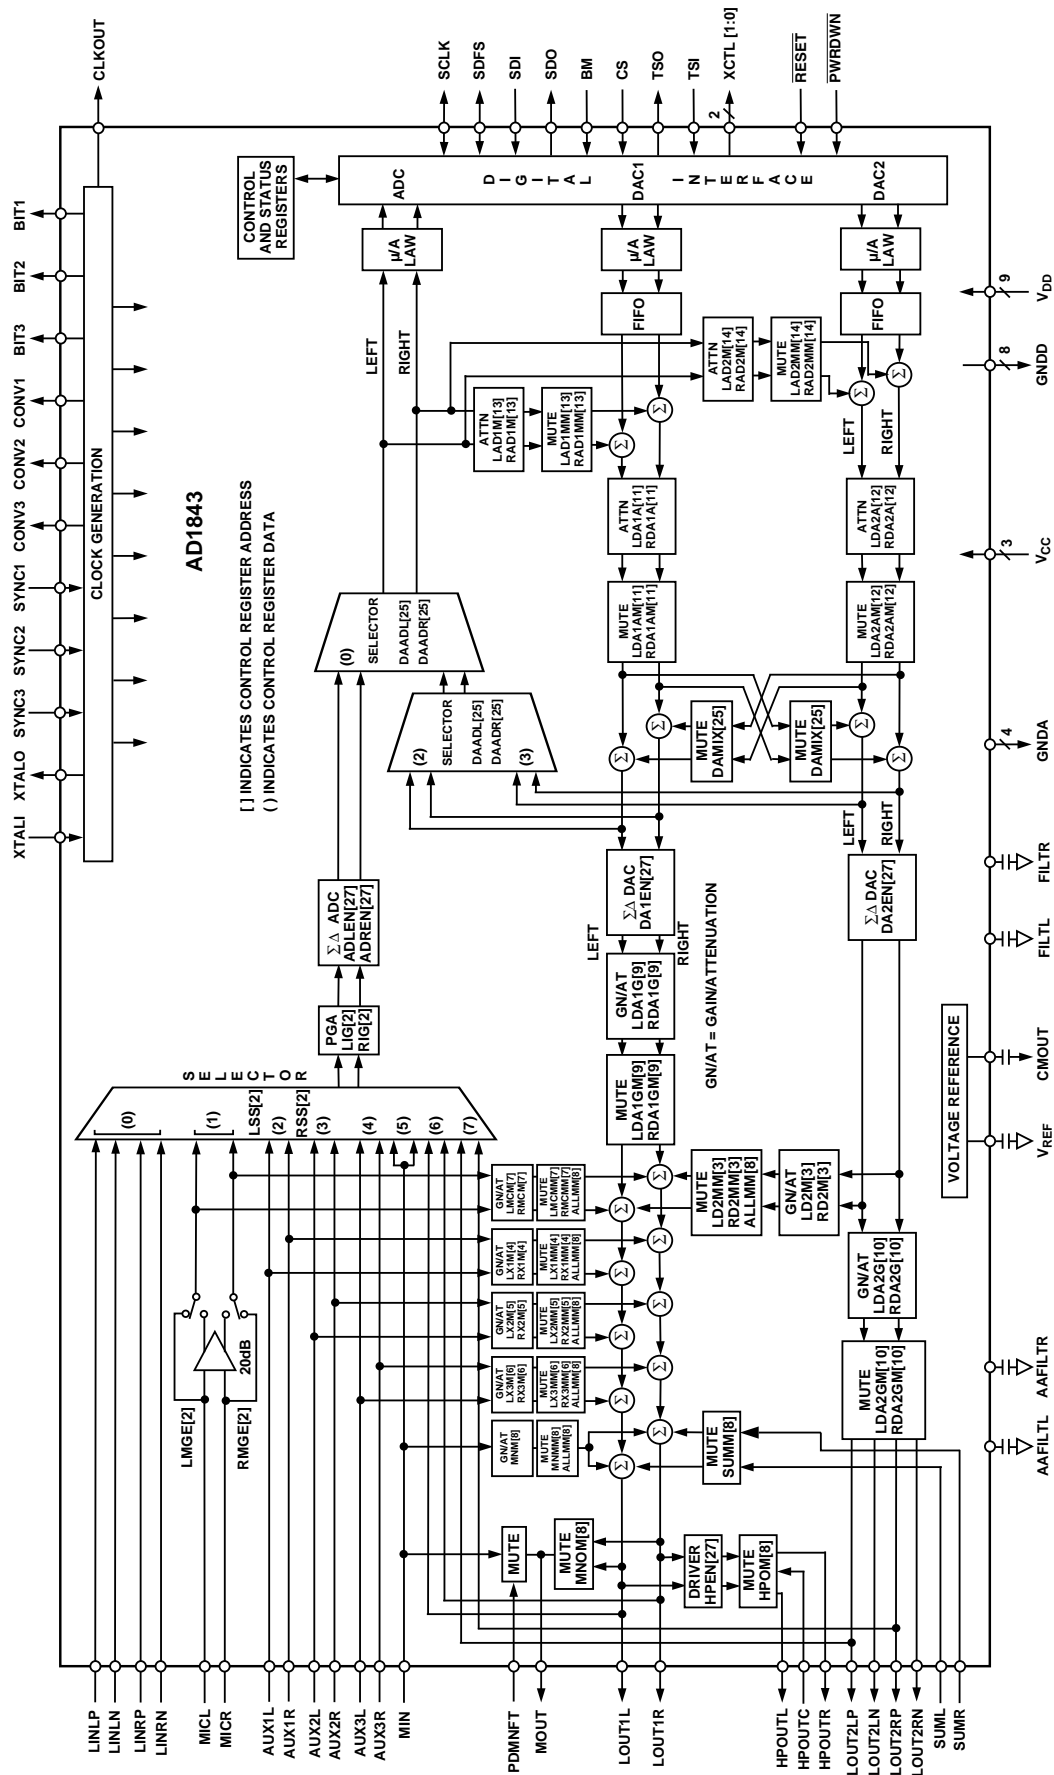 LINLP
LINLN
LINRP
LINRN
MICL
MICR
AUX1L
AUX1R
AUX2L
AUX2R
AUX3L
AUX3R
MIN
PDMNFT
MOUT
LOUT1L
LOUT1R
HPOUTL
HPOUTC
HPOUTR
LOUT2LP
LOUT2LN
LOUT2RP
LOUT2RN
SUML
SUMR
XTALI
XTALO
SYNC3
SYNC2
SYNC1
CONV3
CONV2
CONV1
BIT3
BIT2
BIT1
CLKOUT
CLOCK GENERATION
AD1843
[ ] INDICATES CONTROL REGISTER ADDRESS
( ) INDICATES CONTROL REGISTER DATA
LMGE[2]
RMGE[2]
20dB
SELECTOR
(0)
(1)
LSS[2]
(2)
RSS[2]
(3)
(4)
(5)
(6)
(7)
PGA
LIG[2]
RIG[2]
ΣΔ ADC
ADLEN[27]
ADREN[27]
(0)
SELECTOR
DAADL[25]
DAADR[25]
(2)
SELECTOR
DAADL[25]
DAADR[25]
(3)
LEFT
RIGHT
µ/A
LAW
CONTROL
AND STATUS
REGISTERS
ADC
DIGITAL
DAC1
INTERFACE
DAC2
SCLK
SDFS
SDI
SDO
BM
CS
TSO
TSI
2
XCTL [1:0]
RESET
PWRDWN
GN/AT
LMCM[7]
RMCM[7]
MUTE
LMCMM[7]
RMCMM[7]
ALLMM[8]
GN/AT
LX1M[4]
RX1M[4]
MUTE
LX1MM[4]
RX1MM[4]
ALLMM[8]
GN/AT
LX2M[5]
RX2M[5]
MUTE
LX2MM[5]
RX2MM[5]
ALLMM[8]
GN/AT
LX3M[6]
RX3M[6]
MUTE
LX3MM[6]
RX3MM[6]
ALLMM[8]
GN/AT
MNM[8]
MUTE
MNMM[8]
ALLMM[8]
MUTE
MUTE
MNOM[8]
DRIVER
HPEN[27]
MUTE
HPOM[8]
MUTE
SUMM[8]
Σ
Σ
Σ
Σ
Σ
Σ
Σ
Σ
Σ
Σ
MUTE
LDA1GM[9]
RDA1GM[9]
GN/AT
LDA1G[9]
RDA1G[9]
LEFT
RIGHT
ΣΔ DAC
DA1EN[27]
GN/AT = GAIN/ATTENUATION
Σ
Σ
MUTE
LDA1AM[11]
RDA1AM[11]
ATTN
LDA1A[11]
RDA1A[11]
Σ
Σ
ATTN
LAD1M[13]
RAD1M[13]
MUTE
LAD1MM[13]
RAD1MM[13]
FIFO
µ/A
LAW
ATTN
LAD2M[14]
RAD2M[14]
MUTE
LAD2MM[14]
RAD2MM[14]
MUTE
DAMIX[25]
MUTE
DAMIX[25]
MUTE
LD2MM[3]
RD2MM[3]
ALLMM[8]
GN/AT
LD2M[3]
RD2M[3]
MUTE
LDA2GM[10]
RDA2GM[10]
GN/AT
LDA2G[10]
RDA2G[10]
ΣΔ DAC
DA2EN[27]
LEFT
RIGHT
Σ
Σ
MUTE
LDA2AM[12]
RDA2AM[12]
ATTN
LDA2A[12]
RDA2A[12]
LEFT
RIGHT
Σ
Σ
FIFO
µ/A
LAW
VOLTAGE REFERENCE
AAFILTL
AAFILTR
VREF
CMOUT
FILTL
FILTR
4
GNDA
3
VCC
8
GNDD
9
VDD